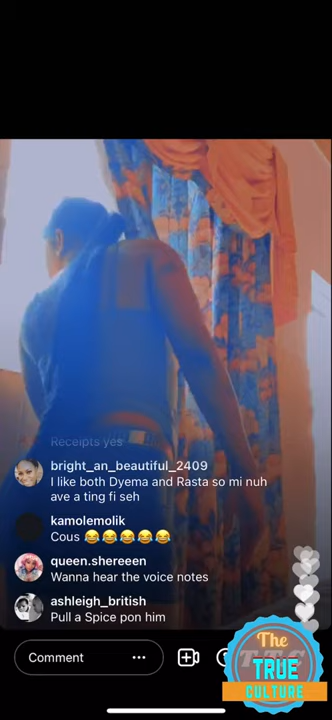 Receipts yes
bright_an_beautiful_2409
I like both Dyema and Rasta so mi nuh
ave a ting fi seh
kamolemolik
Cous 😂😂😂😂😂
queen.shereeen
Wanna hear the voice notes
ashleigh_british
Pull a Spice pon him
Comment
The
TRUE
CULTURE